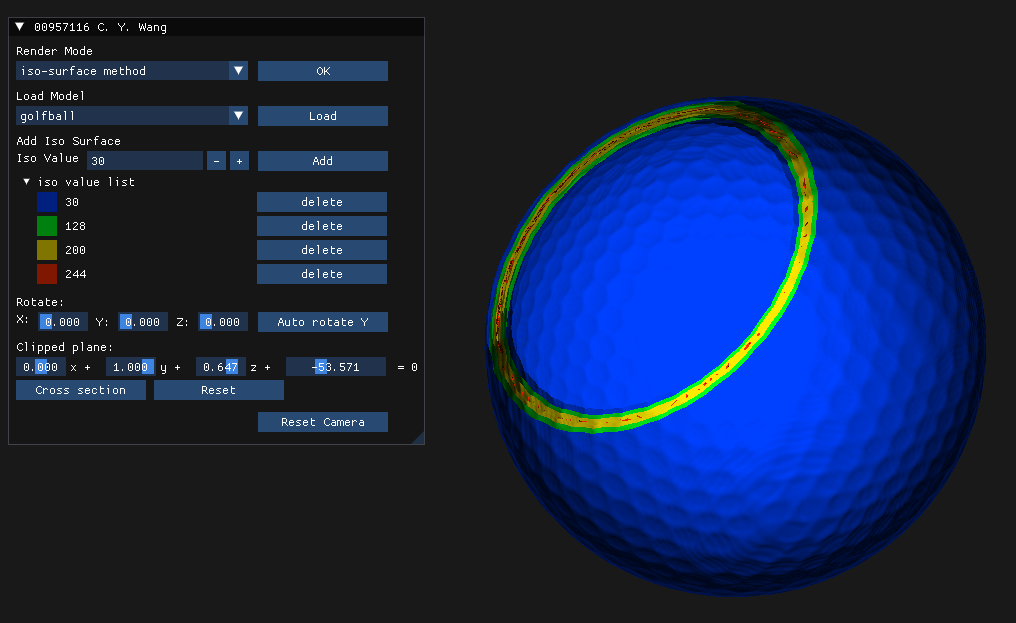 00957116 C. Y. Wang
Render Mode
iso-surface method OK
Load Model
golfball Load
Add Iso Surface
Iso Value 30 - + Add
iso value list
30 delete
128 delete
200 delete
244 delete
Rotate:
X: 0.000 Y: 0.000 Z: 0.000 Auto rotate Y
Clipped plane:
0.000 x + 1.000 y + 0.647 z + -53.571 = 0
Cross section Reset
Reset Camera